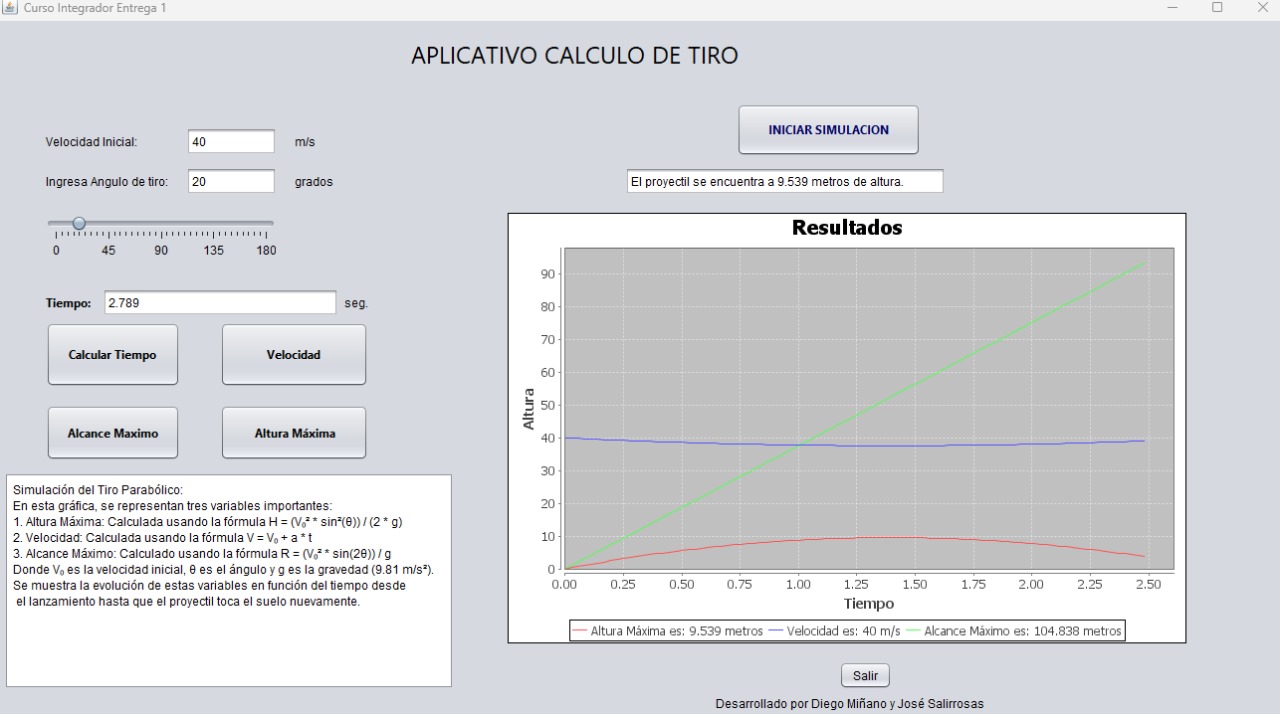 Curso Integrador Entrega 1
APLICATIVO CALCULO DE TIRO
Velocidad Inicial: 40 m/s
Ingresa Angulo de tiro: 20 grados
0 45 90 135 180
Tiempo: 2.789 seg.
Calcular Tiempo Velocidad
Alcance Maximo Altura Máxima
Simulación del Tiro Parabólico:
En esta gráfica, se representan tres variables importantes:
1. Altura Máxima: Calculada usando la fórmula H = (V₀² * sin²(θ)) / (2 * g)
2. Velocidad: Calculada usando la fórmula V = V₀ + a * t
3. Alcance Máximo: Calculado usando la fórmula R = (V₀² * sin(2θ)) / g
Donde V₀ es la velocidad inicial, θ es el ángulo y g es la gravedad (9.81 m/s²).
Se muestra la evolución de estas variables en función del tiempo desde
el lanzamiento hasta que el proyectil toca el suelo nuevamente.
INICIAR SIMULACION
El proyectil se encuentra a 9.539 metros de altura.
Resultados
Altura
90
80
70
60
50
40
30
20
10
0
0.00 0.25 0.50 0.75 1.00 1.25 1.50 1.75 2.00 2.25 2.50
Tiempo
Altura Máxima es: 9.539 metros Velocidad es: 40 m/s Alcance Máximo es: 104.838 metros
Salir
Desarrollado por Diego Miñano y José Salirrosas